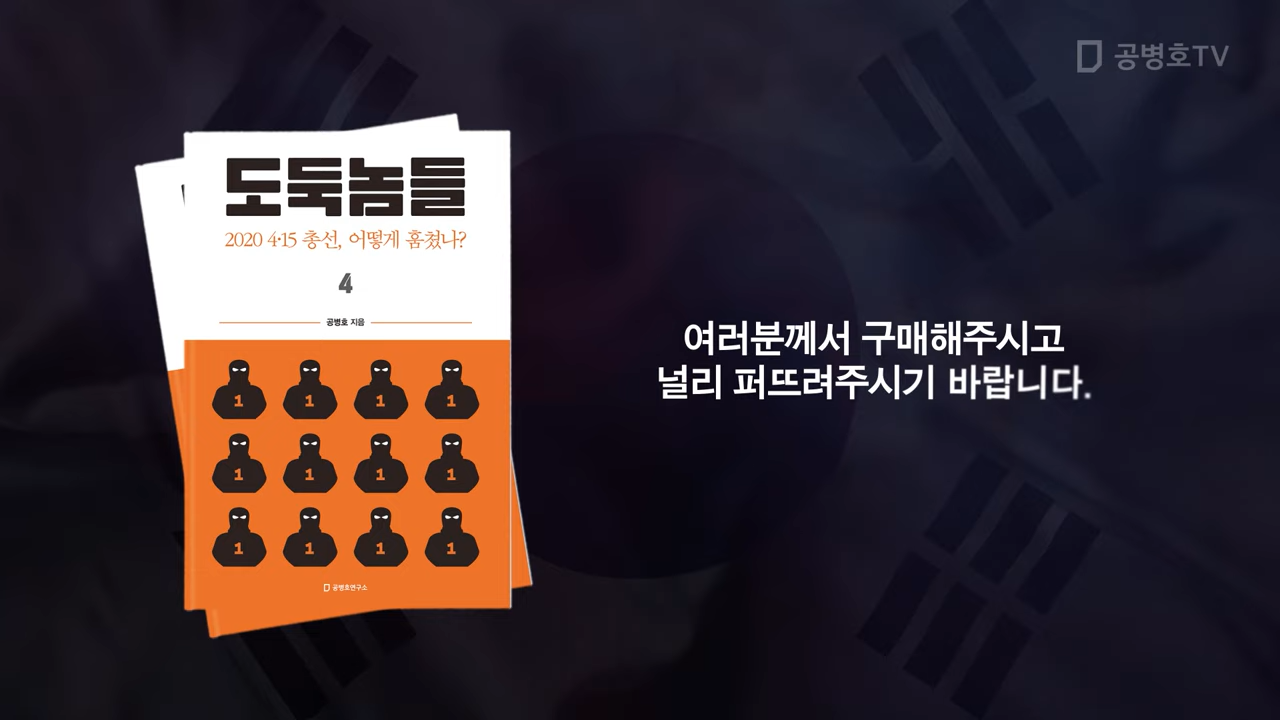 공병호TV
도둑놈들
2020 4·15 총선, 어떻게 훔쳤나?
4
공병호 지음
1 1 1 1
1 1 1 1
1 1 1 1
공병호연구소
여러분께서 구매해주시고
널리 퍼뜨려주시기 바랍니다.